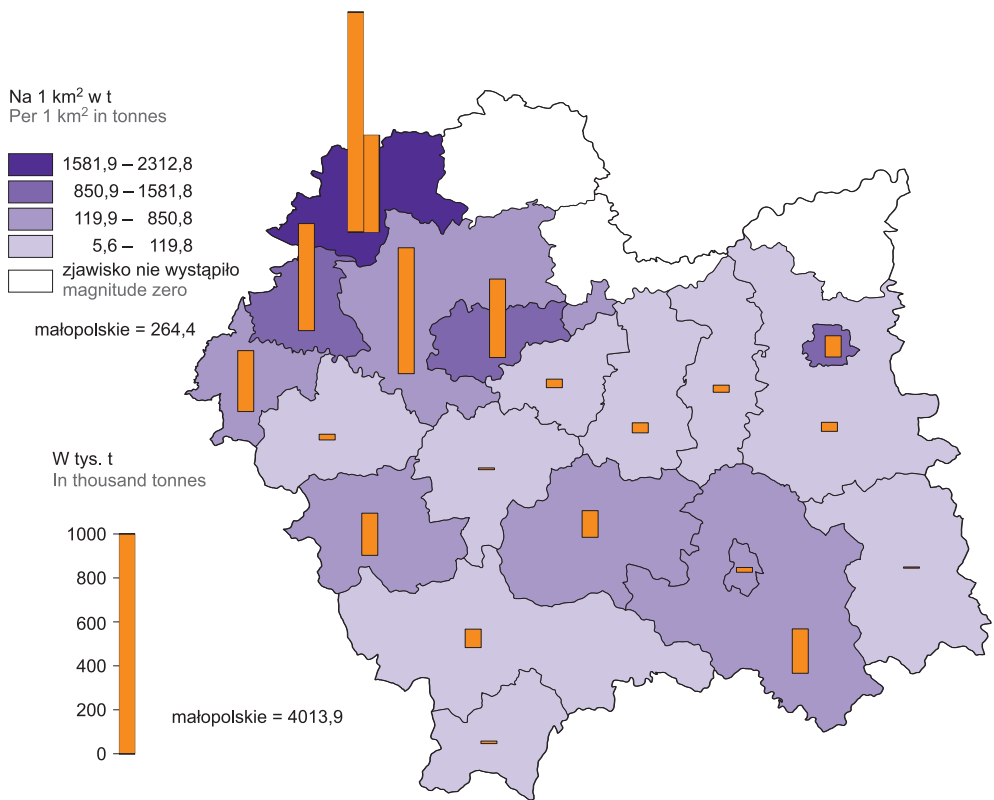 Na 1 km² w t
Per 1 km² in tonnes
1581,9 – 2312,8
850,9 – 1581,8
119,9 – 850,8
5,6 – 119,8
zjawisko nie wystąpiło
magnitude zero
małopolskie = 264,4
W tys. t
In thousand tonnes
1000
800
600
400
200
0
małopolskie = 4013,9